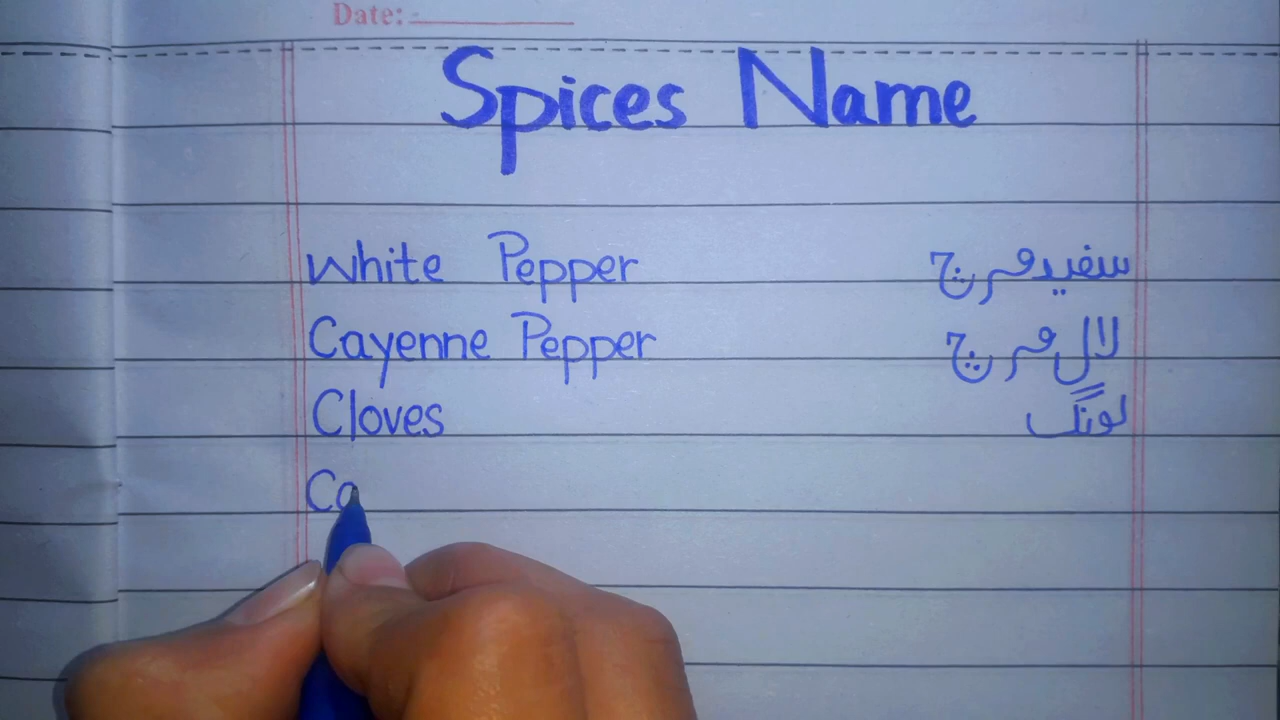 Date:
Spices Name
White Pepper سفید مرچ
Cayenne Pepper لال مرچ
Cloves لونگ
Ca